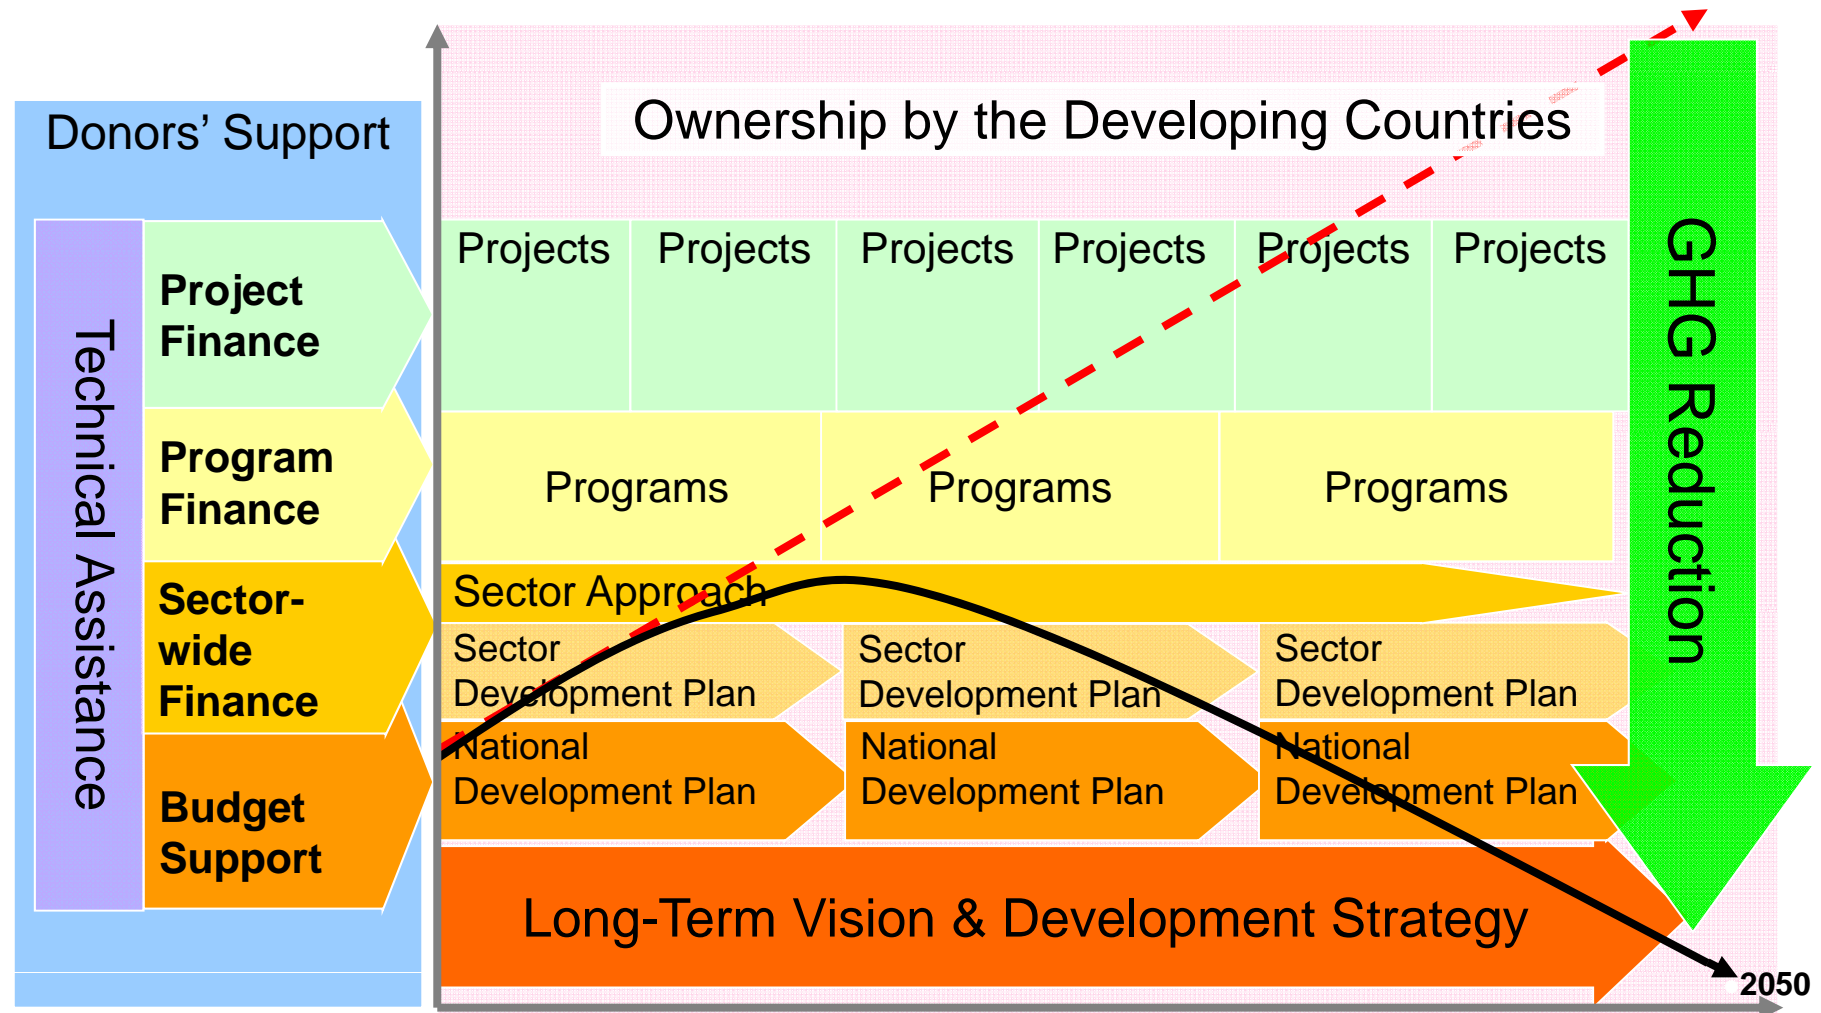 Donors' Support
Technical Assistance
Project
Finance
Program
Finance
Sector-
wide
Finance
Budget
Support
Ownership by the Developing Countries
Projects
Projects
Projects
Projects
Projects
Projects
Programs
Programs
Programs
Sector Approach
Sector
Development Plan
Sector
Development Plan
Sector
Development Plan
National
Development Plan
National
Development Plan
National
Development Plan
Long-Term Vision & Development Strategy
GHG Reduction
2050